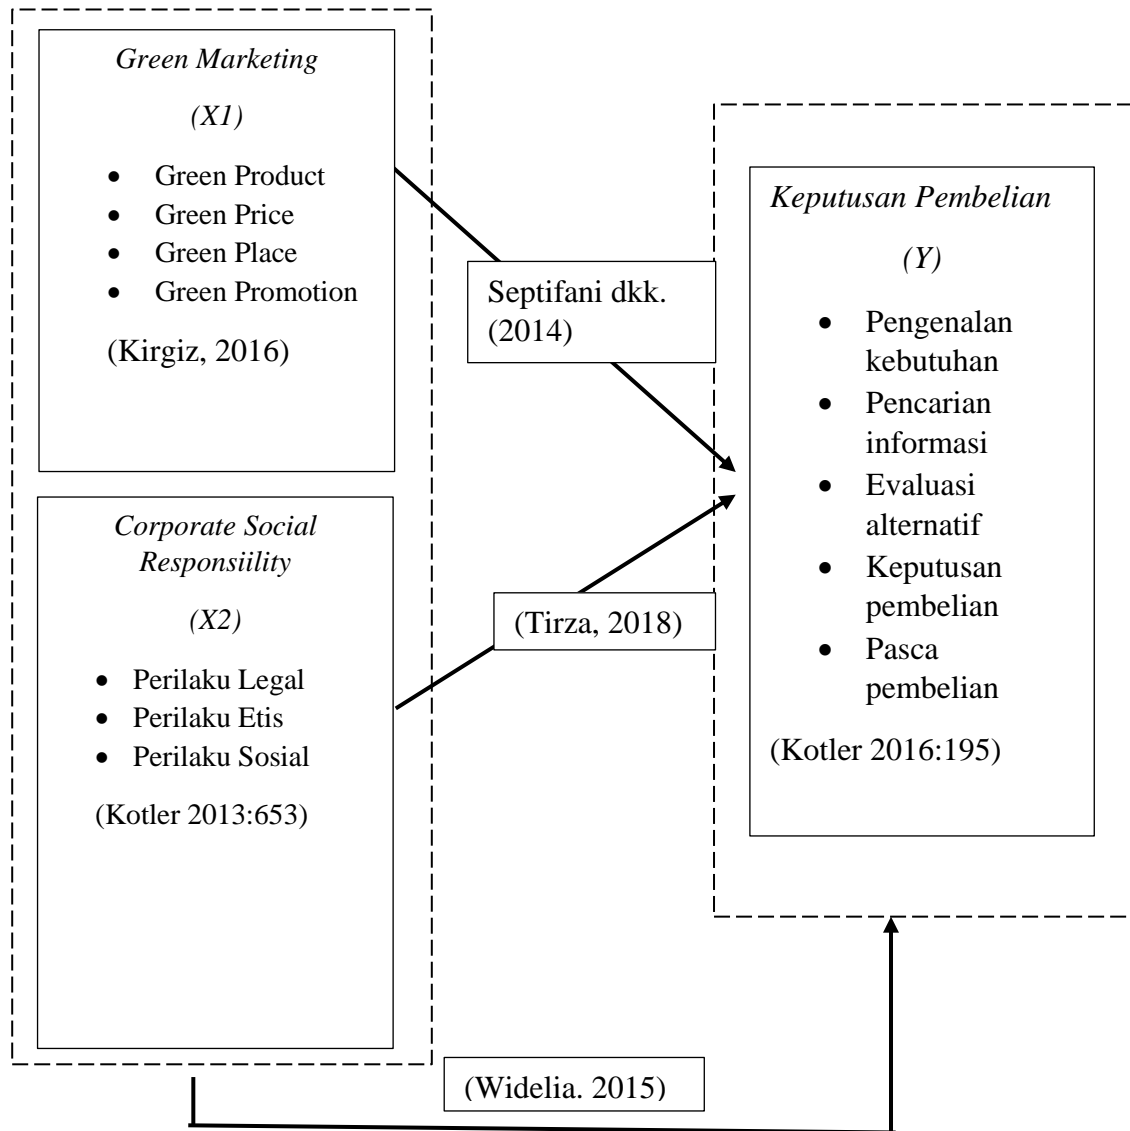 Green Marketing
(X1)
• Green Product
• Green Price
• Green Place
• Green Promotion
(Kirgiz, 2016)
Corporate Social
Responsiility
(X2)
• Perilaku Legal
• Perilaku Etis
• Perilaku Sosial
(Kotler 2013:653)
Septifani dkk.
(2014)
(Tirza, 2018)
(Widelia. 2015)
Keputusan Pembelian
(Y)
• Pengenalan
kebutuhan
• Pencarian
informasi
• Evaluasi
alternatif
• Keputusan
pembelian
• Pasca
pembelian
(Kotler 2016:195)